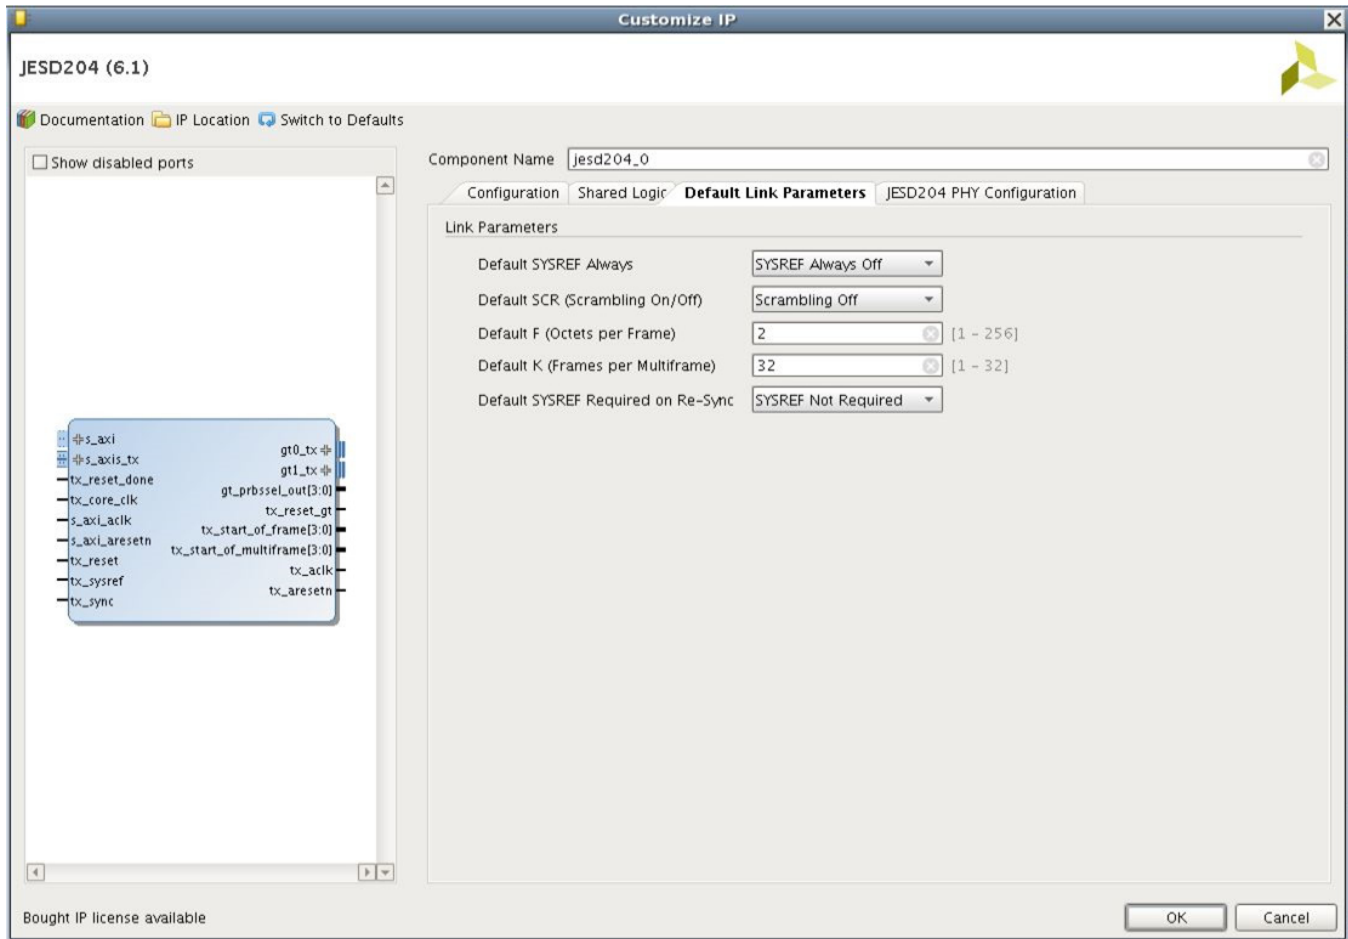 Customize IP
JESD204 (6.1)
Documentation IP Location Switch to Defaults
Show disabled ports
s_axi
s_axis_tx
tx_reset_done
tx_core_clk
s_axi_aclk
s_axi_aresetn
tx_reset
tx_sysref
tx_sync
gt0_tx
gt1_tx
gt_prbssel_out[3:0]
tx_reset_gt
tx_start_of_frame[3:0]
tx_start_of_multiframe[3:0]
tx_aclk
tx_aresetn
Component Name jesd204_0
Configuration Shared Logic Default Link Parameters JESD204 PHY Configuration
Link Parameters
Default SYSREF Always SYSREF Always Off
Default SCR (Scrambling On/Off) Scrambling Off
Default F (Octets per Frame) 2 [1 - 256]
Default K (Frames per Multiframe) 32 [1 - 32]
Default SYSREF Required on Re-Sync SYSREF Not Required
Bought IP license available
OK Cancel